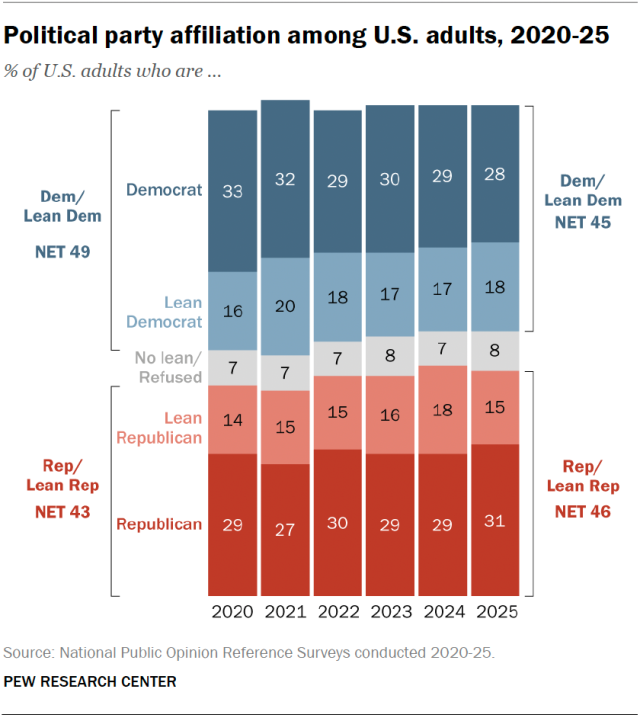 Political party affiliation among U.S. adults, 2020-25
% of U.S. adults who are ...
Dem/
Lean Dem
NET 49
Democrat
33
32
29
30
29
28
Dem/
Lean Dem
NET 45
Lean
Democrat
16
20
18
17
17
18
No lean/
Refused
7
7
7
8
7
8
Lean
Republican
14
15
15
16
18
15
Rep/
Lean Rep
NET 43
Republican
29
27
30
29
29
31
Rep/
Lean Rep
NET 46
2020 2021 2022 2023 2024 2025
Source: National Public Opinion Reference Surveys conducted 2020-25.
PEW RESEARCH CENTER